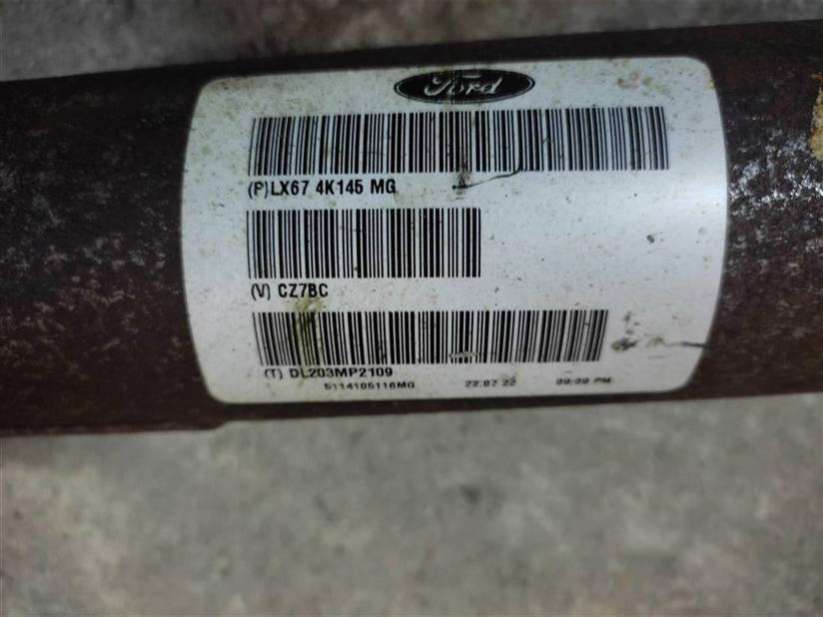 Ford
(P)LX67 4K145 MG
(V) CZ7BC
(T) DL203MP2109
5114105116MG 22.07.22 PM